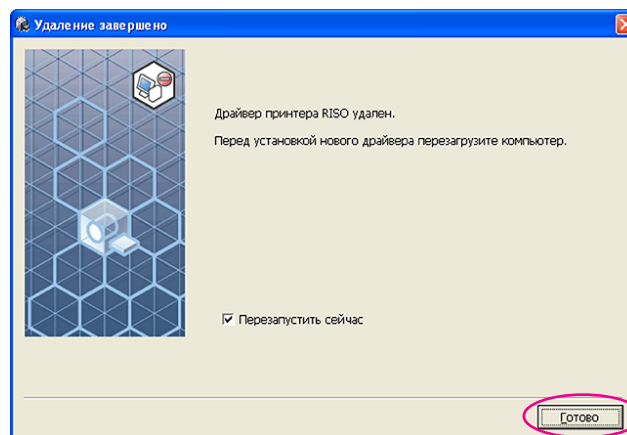 Удаление завершено
Драйвер принтера RISO удален.
Перед установкой нового драйвера перезагрузите компьютер.
Перезапустить сейчас
Готово